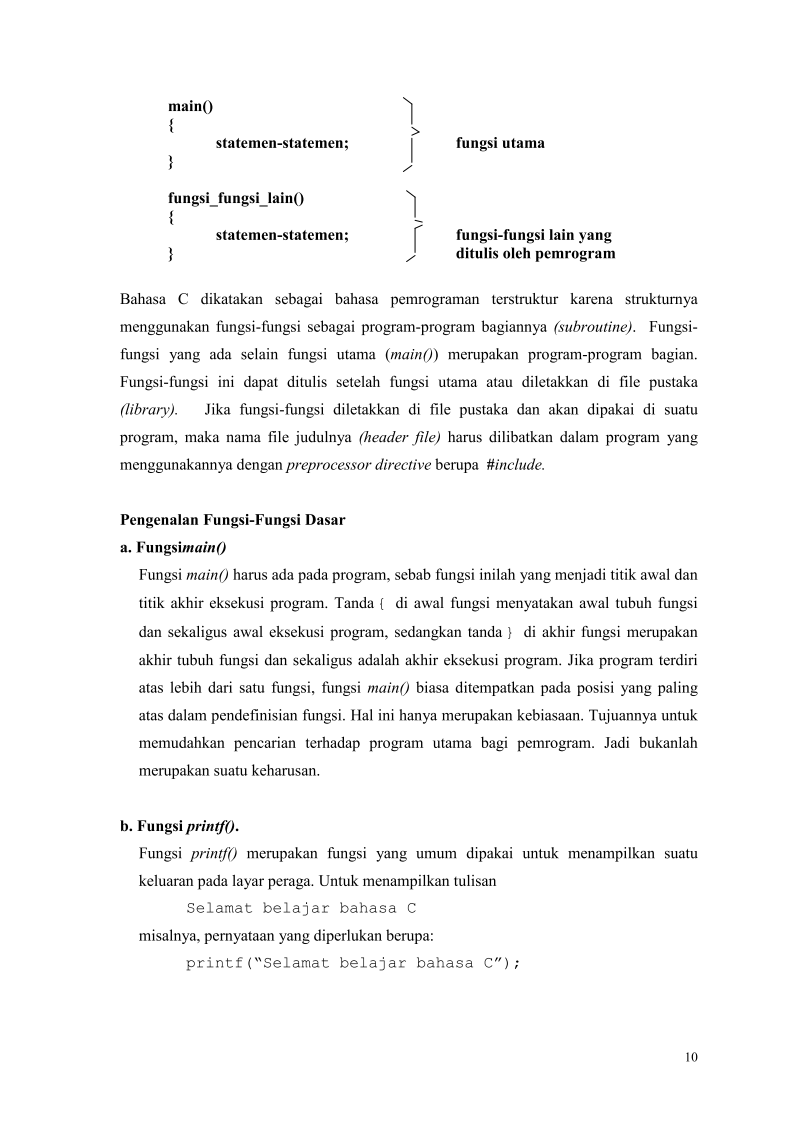 main()
{
statemen-statemen; fungsi utama
}
fungsi_fungsi_lain()
{
statemen-statemen; fungsi-fungsi lain yang
} ditulis oleh pemrogram
Bahasa C dikatakan sebagai bahasa pemrograman terstruktur karena strukturnya
menggunakan fungsi-fungsi sebagai program-program bagiannya (subroutine). Fungsi-
fungsi yang ada selain fungsi utama (main()) merupakan program-program bagian.
Fungsi-fungsi ini dapat ditulis setelah fungsi utama atau diletakkan di file pustaka
(library). Jika fungsi-fungsi diletakkan di file pustaka dan akan dipakai di suatu
program, maka nama file judulnya (header file) harus dilibatkan dalam program yang
menggunakannya dengan preprocessor directive berupa #include.
Pengenalan Fungsi-Fungsi Dasar
a. Fungsimain()
Fungsi main() harus ada pada program, sebab fungsi inilah yang menjadi titik awal dan
titik akhir eksekusi program. Tanda { di awal fungsi menyatakan awal tubuh fungsi
dan sekaligus awal eksekusi program, sedangkan tanda } di akhir fungsi merupakan
akhir tubuh fungsi dan sekaligus adalah akhir eksekusi program. Jika program terdiri
atas lebih dari satu fungsi, fungsi main() biasa ditempatkan pada posisi yang paling
atas dalam pendefinisian fungsi. Hal ini hanya merupakan kebiasaan. Tujuannya untuk
memudahkan pencarian terhadap program utama bagi pemrogram. Jadi bukanlah
merupakan suatu keharusan.
b. Fungsi printf().
Fungsi printf() merupakan fungsi yang umum dipakai untuk menampilkan suatu
keluaran pada layar peraga. Untuk menampilkan tulisan
Selamat belajar bahasa C
misalnya, pernyataan yang diperlukan berupa:
printf(“Selamat belajar bahasa C”);
10